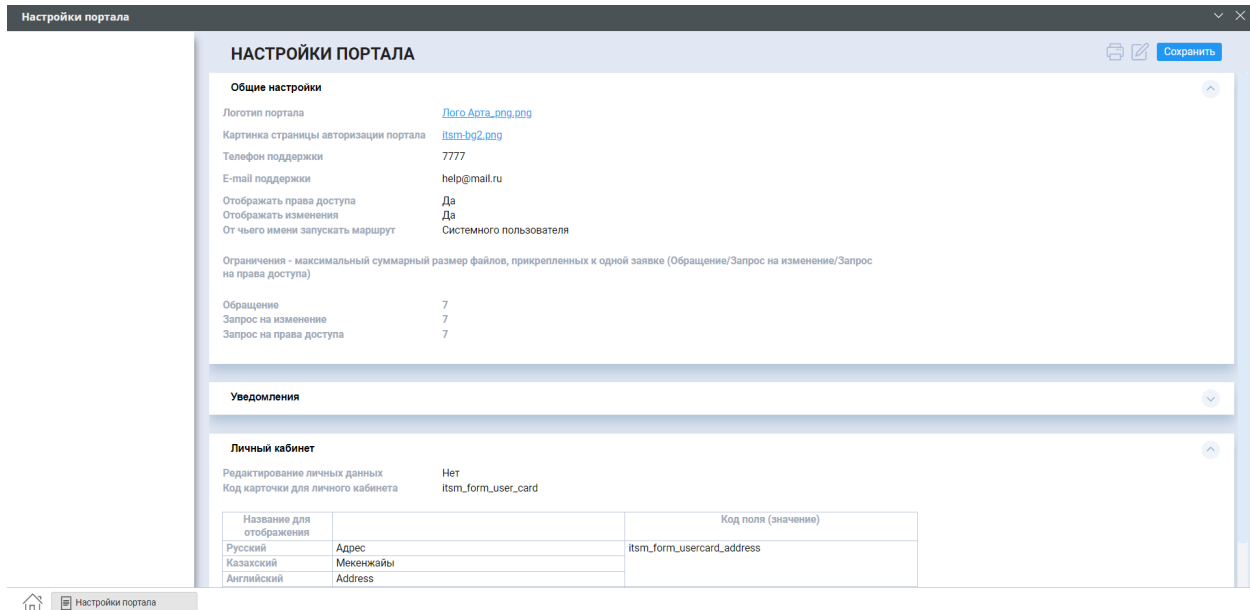 Настройки портала
НАСТРОЙКИ ПОРТАЛА
Сохранить
Общие настройки
Логотип портала Лого Арта_png.png
Картинка страницы авторизации портала itsm-bg2.png
Телефон поддержки 7777
E-mail поддержки help@mail.ru
Отображать права доступа Да
Отображать изменения Да
От чьего имени запускать маршрут Системного пользователя
Ограничения - максимальный суммарный размер файлов, прикрепленных к одной заявке (Обращение/Запрос на изменение/Запрос
на права доступа)
Обращение 7
Запрос на изменение 7
Запрос на права доступа 7
Уведомления
Личный кабинет
Редактирование личных данных Нет
Код карточки для личного кабинета itsm_form_user_card
Название для Код поля (значение)
отображения
Русский Адрес itsm_form_usercard_address
Казахский Мекенжайы
Английский Address
Настройки портала